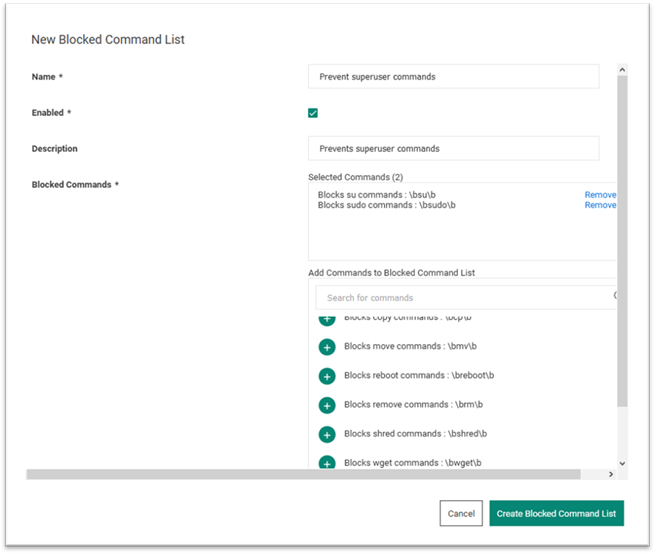 New Blocked Command List
Name *
Prevent superuser commands
Enabled *
Description
Prevents superuser commands
Blocked Commands *
Selected Commands (2)
Blocks su commands : \bsu\b Remove
Blocks sudo commands : \bsudo\b Remove
Add Commands to Blocked Command List
Search for commands
Blocks copy commands : \bcp\b
Blocks move commands : \bmv\b
Blocks reboot commands : \breboot\b
Blocks remove commands : \brm\b
Blocks shred commands : \bshred\b
Blocks wget commands : \bwget\b
Cancel
Create Blocked Command List